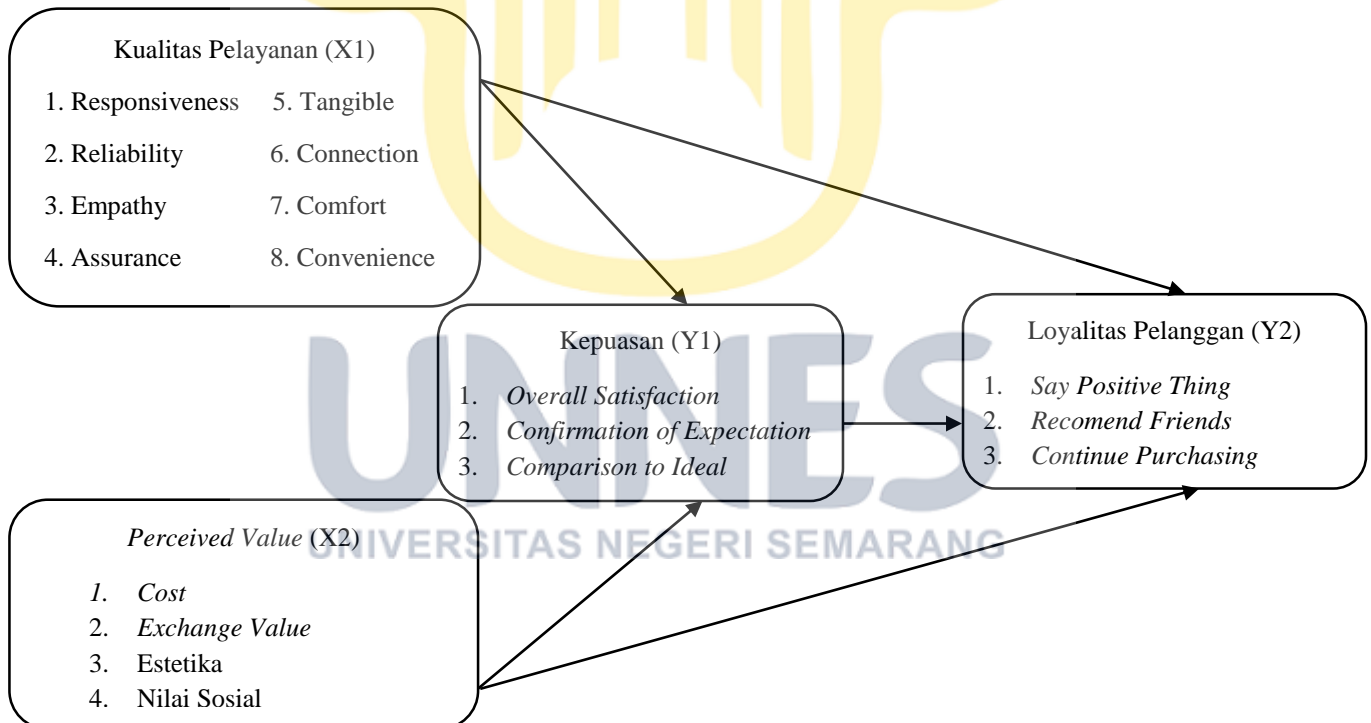 Kualitas Pelayanan (X1)
1. Responsiveness 5. Tangible
2. Reliability 6. Connection
3. Empathy 7. Comfort
4. Assurance 8. Convenience
Kepuasan (Y1)
1. Overall Satisfaction
2. Confirmation of Expectation
3. Comparison to Ideal
Loyalitas Pelanggan (Y2)
1. Say Positive Thing
2. Recomend Friends
3. Continue Purchasing
Perceived Value (X2)
1. Cost
2. Exchange Value
3. Estetika
4. Nilai Sosial
UNNES
UNIVERSITAS NEGERI SEMARANG